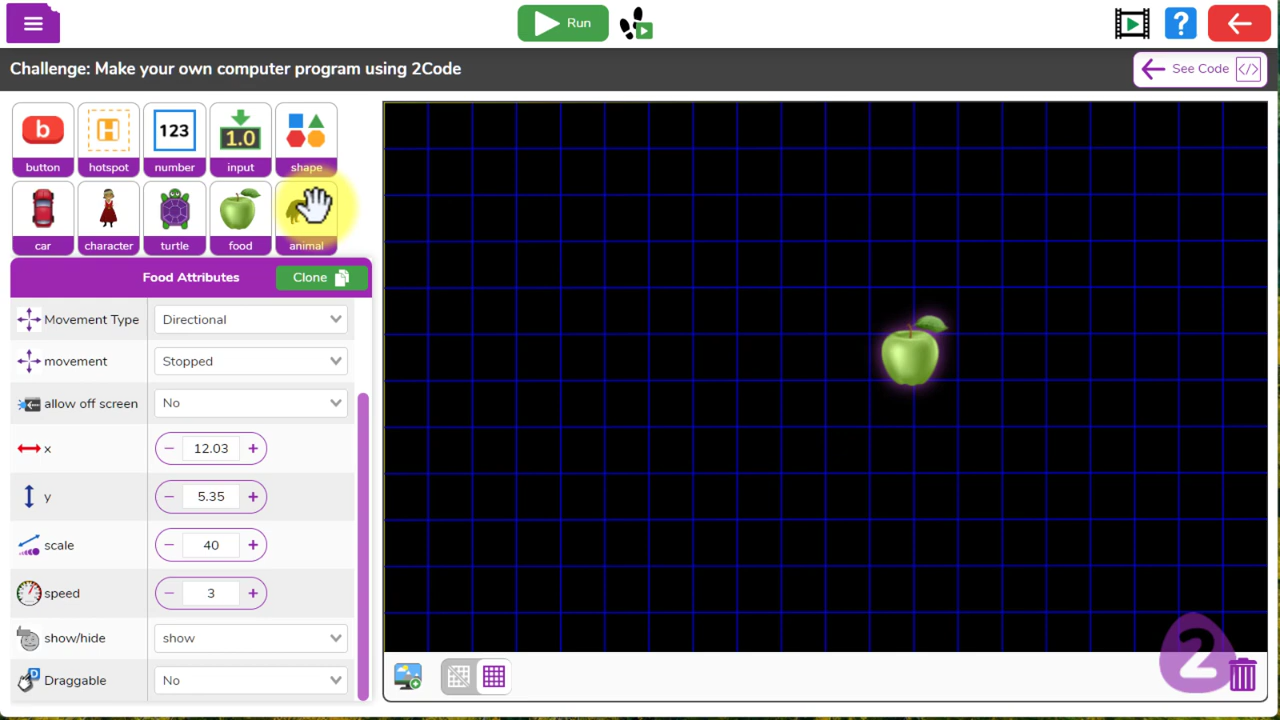 Run
?
Challenge: Make your own computer program using 2Code
See Code </>
b H 123 1.0
button hotspot number input shape
car character turtle food animal
Food Attributes Clone
Movement Type Directional
movement Stopped
allow off screen No
x − 12.03 +
y − 5.35 +
scale − 40 +
speed − 3 +
show/hide show
D Draggable No
2